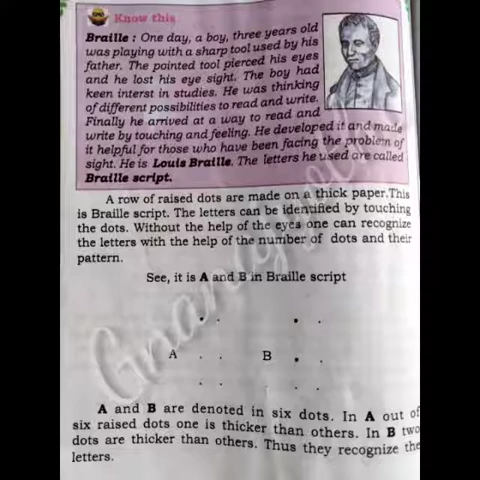 Know this
Braille : One day, a boy, three years old
was playing with a sharp tool used by his
father. The pointed tool pierced his eyes
and he lost his eye sight. The boy had
keen interst in studies. He was thinking
of different possibilities to read and write.
Finally he arrived at a way to read and
write by touching and feeling. He developed it and made
it helpful for those who have been facing the problem of
sight. He is Louis Braille. The letters he used are called
Braille script.
A row of raised dots are made on a thick paper.This
is Braille script. The letters can be identified by touching
the dots. Without the help of the eyes one can recognize
the letters with the help of the number of dots and their
pattern.
See, it is A and B in Braille script
A B
A and B are denoted in six dots. In A out of
six raised dots one is thicker than others. In B two
dots are thicker than others. Thus they recognize the
letters.